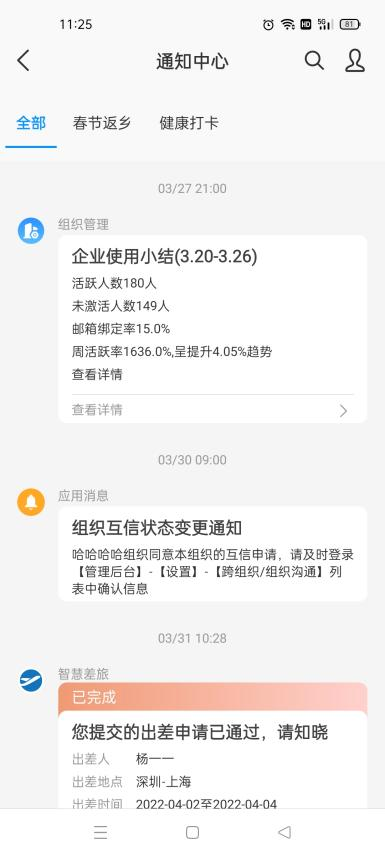 11:25
HD
5G
81
通知中心
全部
春节返乡
健康打卡
03/27 21:00
组织管理
企业使用小结(3.20-3.26)
活跃人数180人
未激活人数149人
邮箱绑定率15.0%
周活跃率1636.0%,呈提升4.05%趋势
查看详情
查看详情
03/30 09:00
应用消息
组织互信状态变更通知
哈哈哈哈组织同意本组织的互信申请，请及时登录
【管理后台】-【设置】-【跨组织/组织沟通】列
表中确认信息
03/31 10:28
智慧差旅
已完成
您提交的出差申请已通过，请知晓
出差人 杨一一
出差地点 深圳-上海
出差时间 2022-04-02至2022-04-04